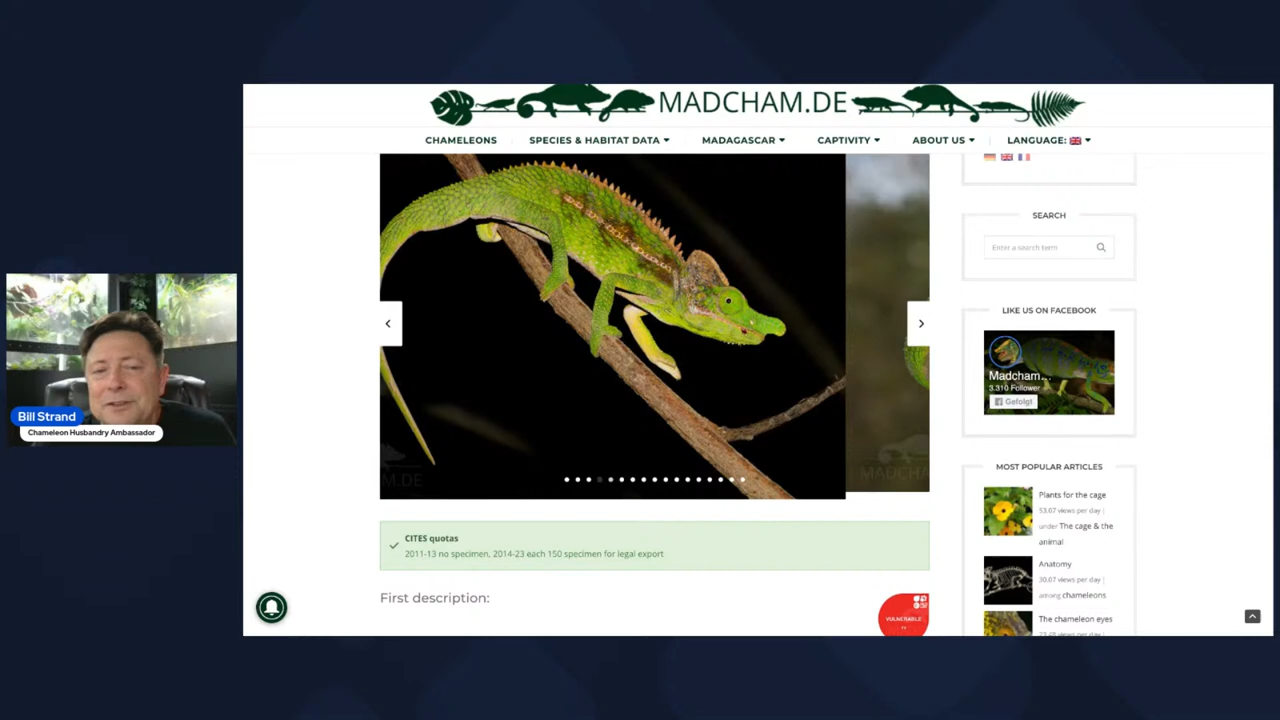 MADCHAM.DE
CHAMELEONS
SPECIES & HABITAT DATA
MADAGASCAR
CAPTIVITY
ABOUT US
LANGUAGE:
SEARCH
Enter a search term
LIKE US ON FACEBOOK
Madcham...
3.310 Follower
Gefolgt
Bill Strand
Chameleon Husbandry Ambassador
MOST POPULAR ARTICLES
Plants for the cage
53.07 views per day |
under The cage & the
animal
CITES quotas
2011-13 no specimen, 2014-23 each 150 specimen for legal export
Anatomy
30.07 views per day |
among chameleons
First description:
VULNERABLE
The chameleon eyes